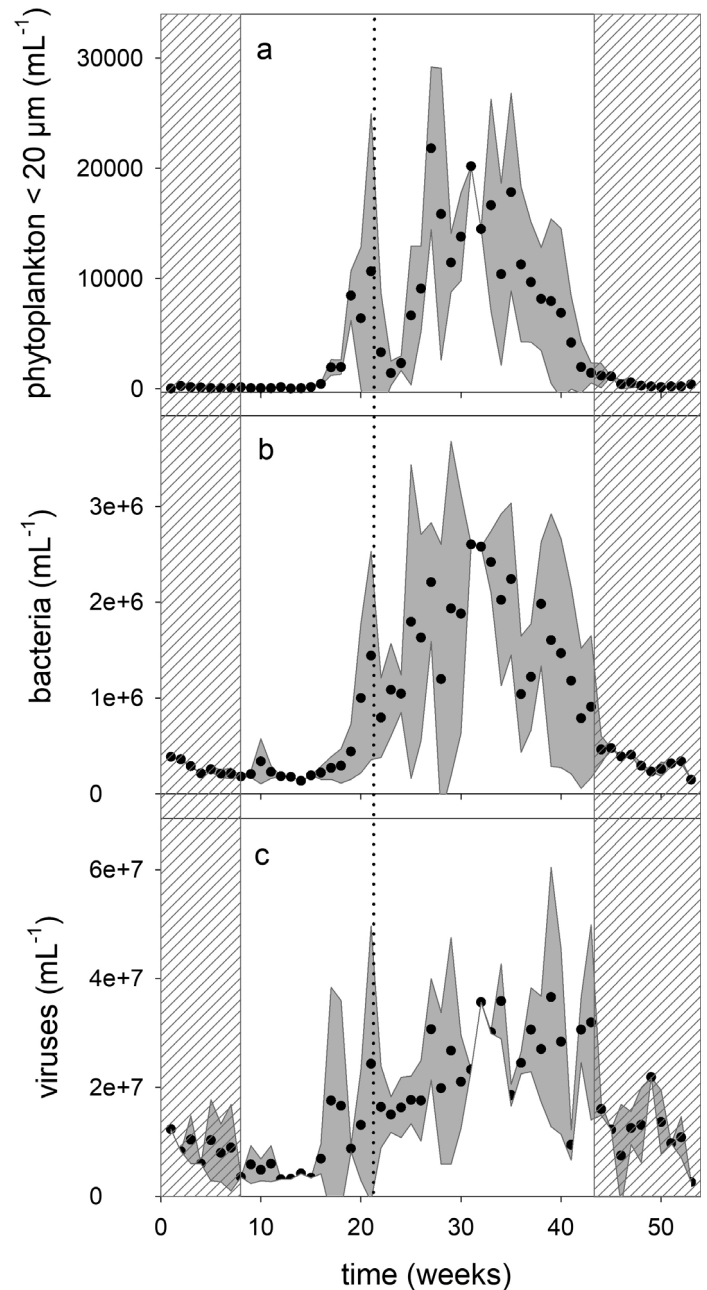 phytoplankton < 20 µm (mL⁻¹)
a
30000
20000
10000
0
bacteria (mL⁻¹)
b
3e+6
2e+6
1e+6
0
viruses (mL⁻¹)
c
6e+7
4e+7
2e+7
0
0 10 20 30 40 50
time (weeks)